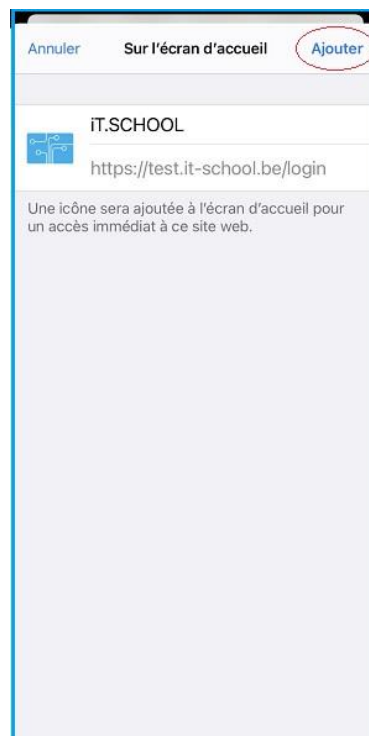 Annuler Sur l'écran d'accueil Ajouter
iT.SCHOOL
https://test.it-school.be/login
Une icône sera ajoutée à l'écran d'accueil pour
un accès immédiat à ce site web.